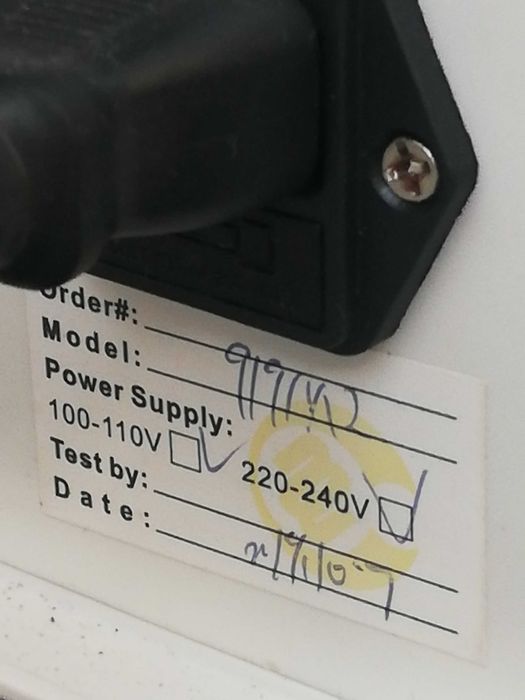 Order#:
Model:
Power Supply:
100-110V 220-240V
Test by:
Date: